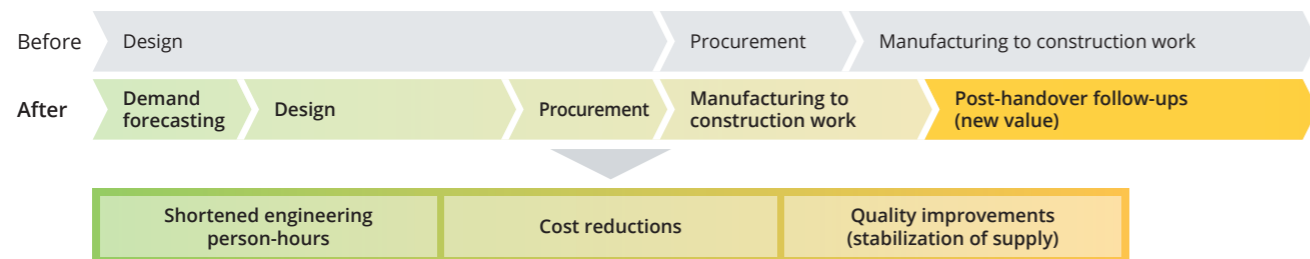 Before
Design
Procurement
Manufacturing to construction work
After
Demand
forecasting
Design
Procurement
Manufacturing to
construction work
Post-handover follow-ups
(new value)
Shortened engineering
person-hours
Cost reductions
Quality improvements
(stabilization of supply)